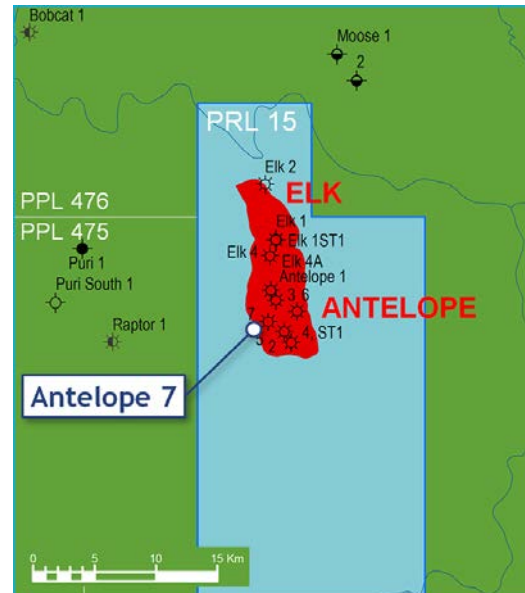 Bobcat 1
Moose 1
2
PRL 15
Elk 2
ELK
PPL 476
PPL 475
Elk 1
Elk 1ST1
Elk 4
Elk 4A
Puri 1
Antelope 1
Puri South 1
3 6
ANTELOPE
Raptor 1
7
5 2
4, ST1
Antelope 7
0 5 10 15 Km